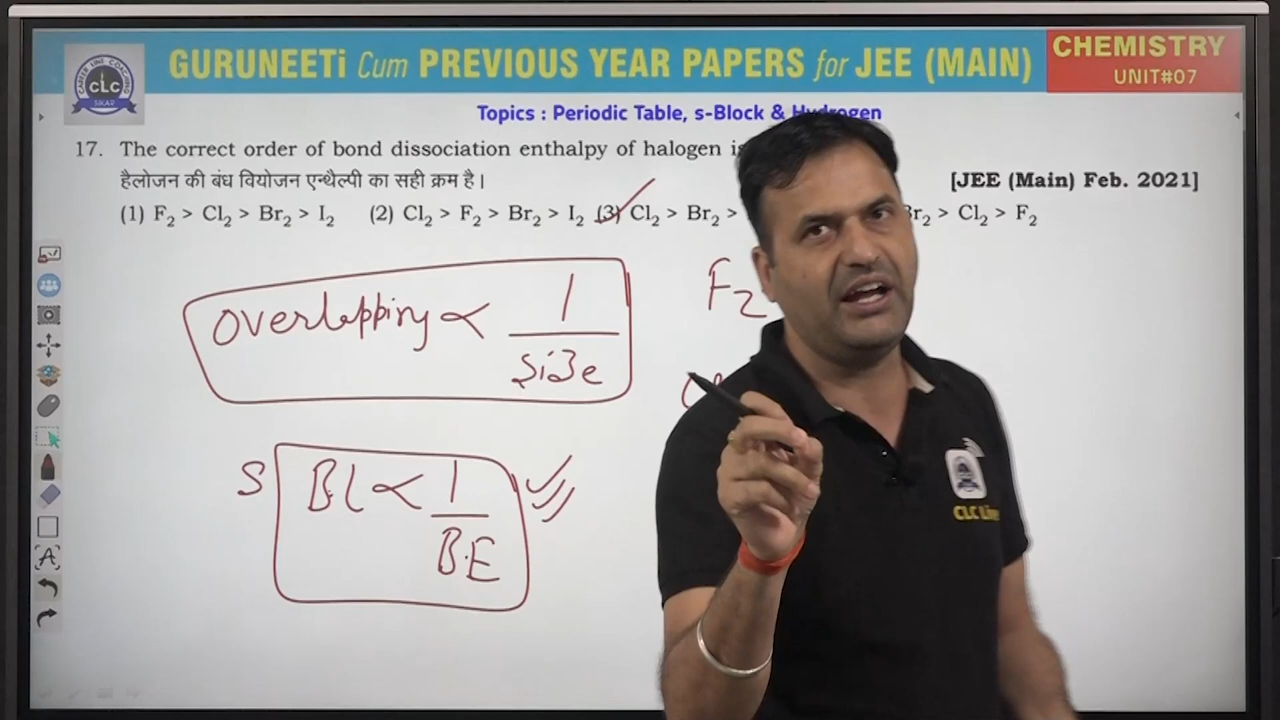 GURUNEETi Cum PREVIOUS YEAR PAPERS for JEE (MAIN)
CHEMISTRY
UNIT#07
CLC
SIKAR
Topics : Periodic Table, s-Block & Hydrogen
17. The correct order of bond dissociation enthalpy of halogen is
हैलोजन की बंध वियोजन एन्थैल्पी का सही क्रम है।
[JEE (Main) Feb. 2021]
(1) F₂ > Cl₂ > Br₂ > I₂ (2) Cl₂ > F₂ > Br₂ > I₂ (3) Cl₂ > Br₂ > Br₂ > Cl₂ > F₂
overlapping ∝ 1/size
F₂
S B.l ∝ 1/B.E
CLC Live